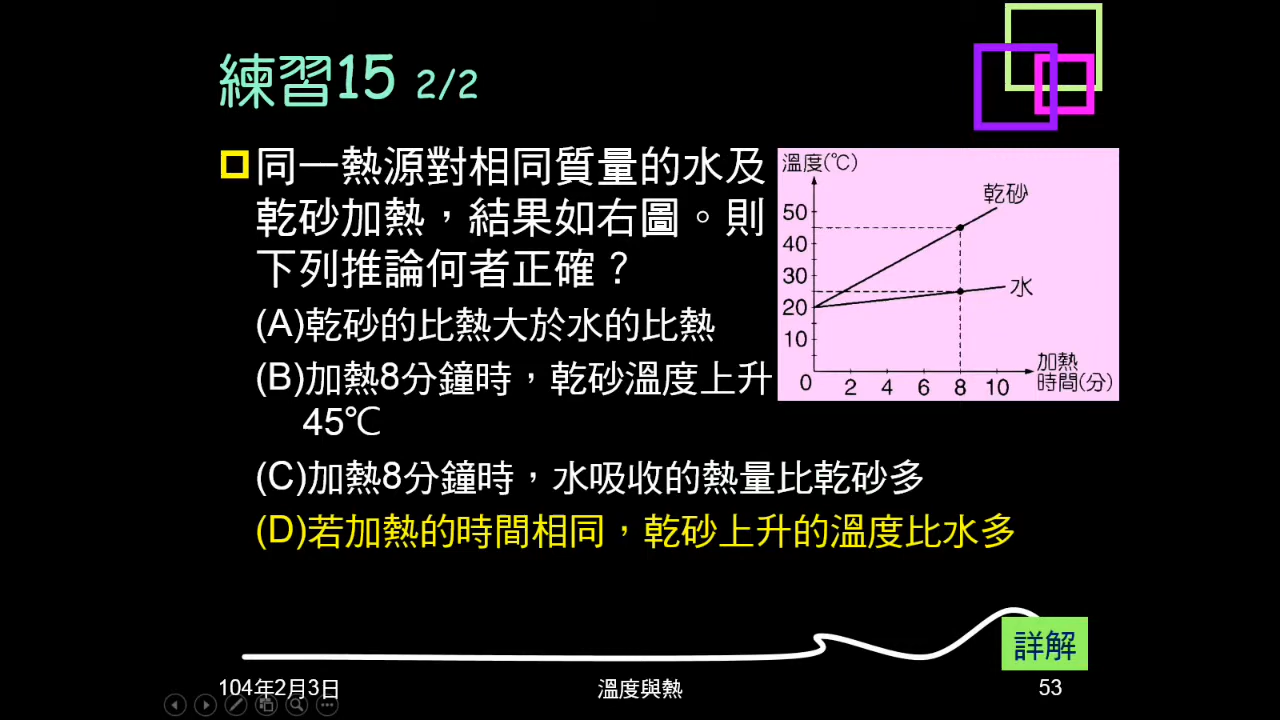 練習15 2/2
同一熱源對相同質量的水及
乾砂加熱，結果如右圖。則
下列推論何者正確？
(A)乾砂的比熱大於水的比熱
(B)加熱8分鐘時，乾砂溫度上升
45℃
(C)加熱8分鐘時，水吸收的熱量比乾砂多
(D)若加熱的時間相同，乾砂上升的溫度比水多
溫度(℃)
乾砂
50
40
30
水
20
10
加熱
時間(分)
0 2 4 6 8 10
詳解
104年2月3日
溫度與熱
53